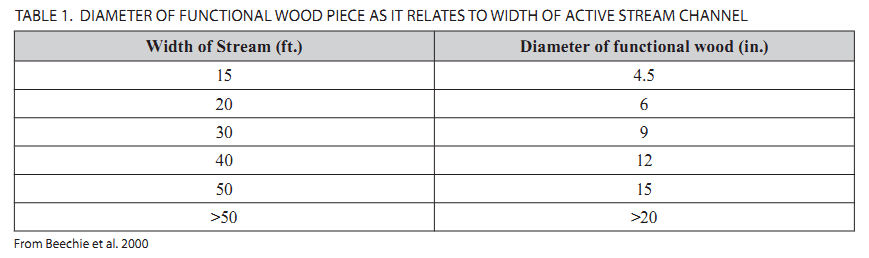 TABLE 1. DIAMETER OF FUNCTIONAL WOOD PIECE AS IT RELATES TO WIDTH OF ACTIVE STREAM CHANNEL
Width of Stream (ft.) Diameter of functional wood (in.)
15 4.5
20 6
30 9
40 12
50 15
>50 >20
From Beechie et al. 2000